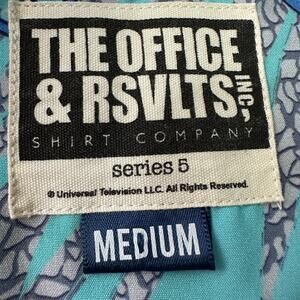 THE OFFICE
& RSVLTS INC,
SHIRT COMPANY
series 5
© Universal Television LLC. All Rights Reserved.
MEDIUM